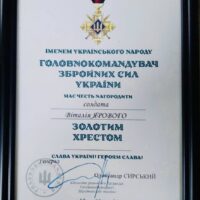 ІМЕНЕМ УКРАЇНСЬКОГО НАРОДУ
ГОЛОВНОКОМАНДУВАЧ
ЗБРОЙНИХ СИЛ
УКРАЇНИ
МАЄ ЧЕСТЬ НАГОРОДИТИ
солдата
Віталія ЯРОВОГО
ЗОЛОТИМ
ХРЕСТОМ
СЛАВА УКРАЇНІ! ГЕРОЯМ СЛАВА!
генерал
Олександр СИРСЬКИЙ